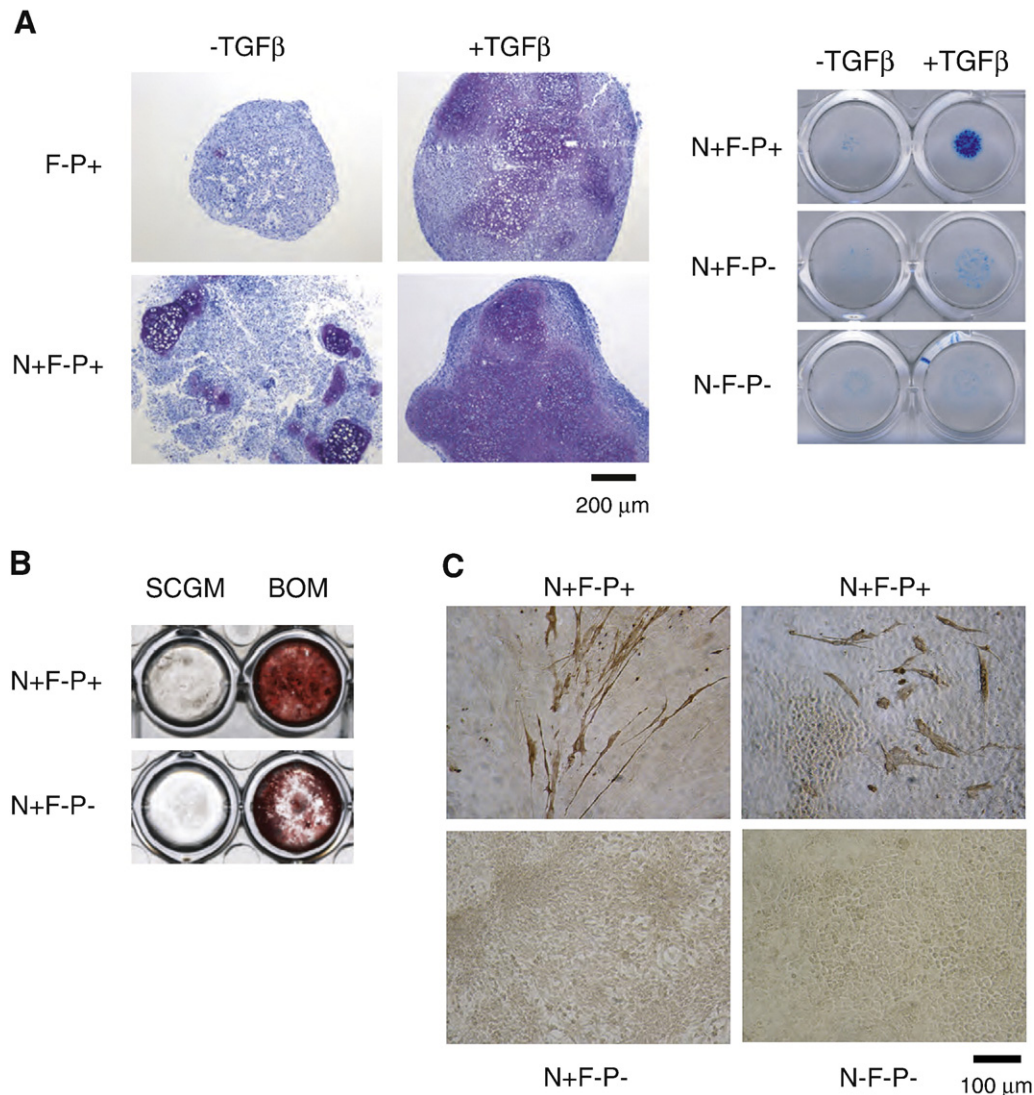 A
-TGFβ +TGFβ
F-P+
N+F-P+
200 μm
-TGFβ +TGFβ
N+F-P+
N+F-P-
N-F-P-
B
SCGM BOM
N+F-P+
N+F-P-
C
N+F-P+ N+F-P+
N+F-P- N-F-P-
100 μm